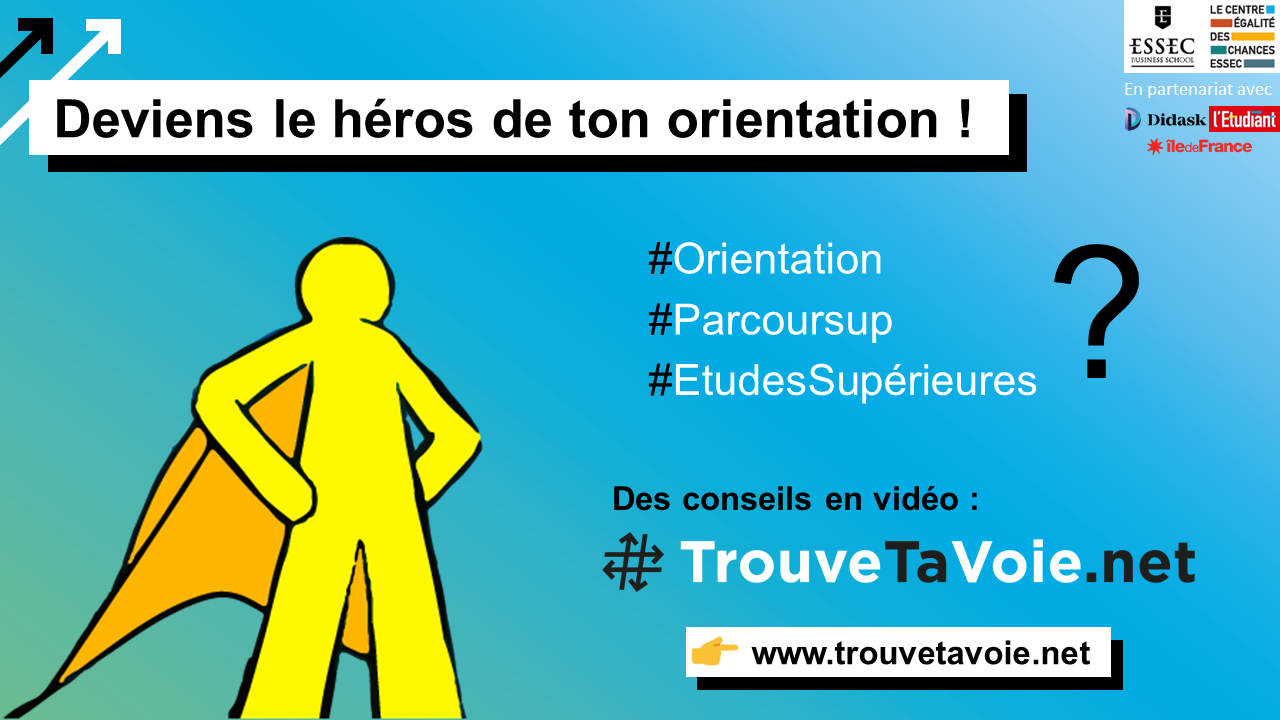 ESSEC
BUSINESS SCHOOL
LE CENTRE
ÉGALITÉ
DES
CHANCES
ESSEC
En partenariat avec
Didask
l'Etudiant
îledeFrance
Deviens le héros de ton orientation !
#Orientation
#Parcoursup
#EtudesSupérieures
?
Des conseils en vidéo :
# TrouveTaVoie.net
www.trouvetavoie.net